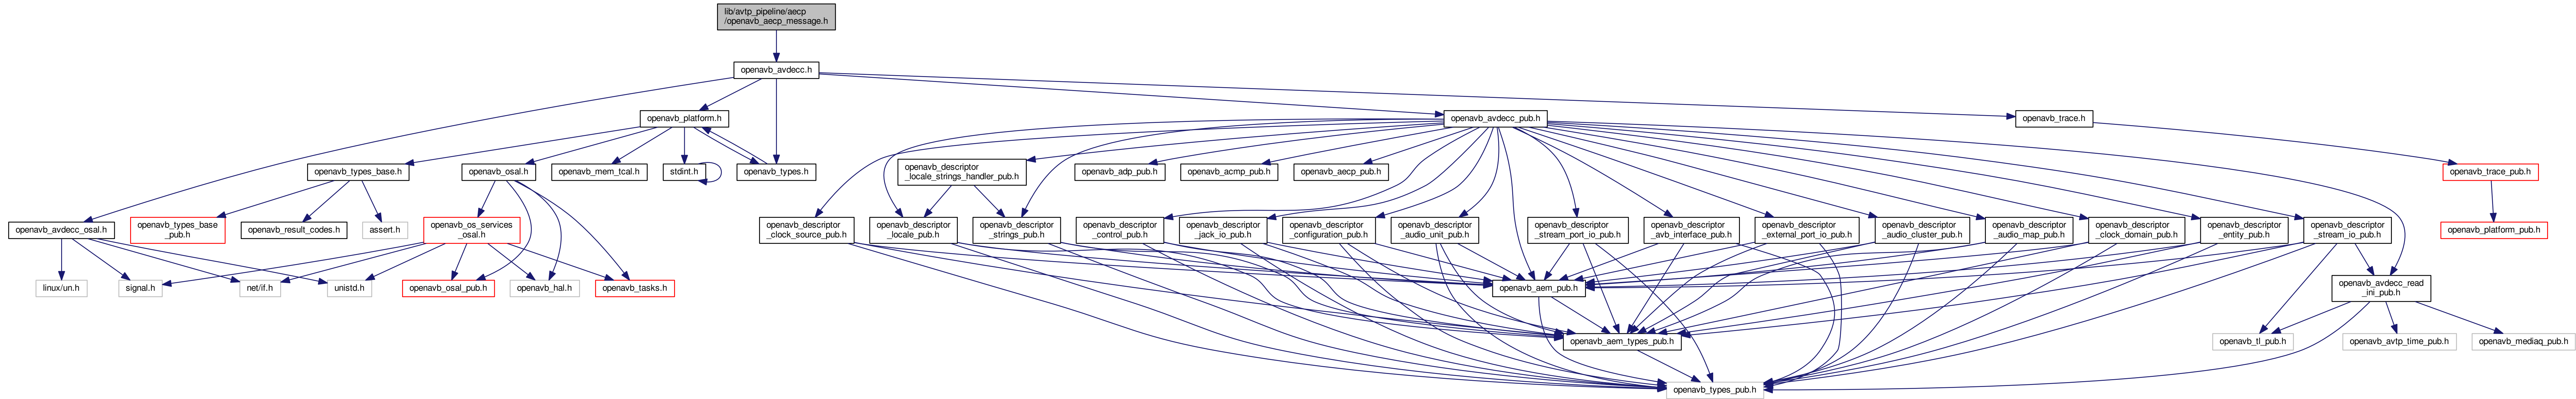 lib/avtp_pipeline/aecp
/openavb_aecp_message.h
openavb_avdecc.h
openavb_platform.h
openavb_avdecc_pub.h
openavb_trace.h
openavb_types_base.h
openavb_osal.h
openavb_mem_tcal.h
stdint.h
openavb_types.h
openavb_descriptor
_locale_strings_handler_pub.h
openavb_adp_pub.h
openavb_acmp_pub.h
openavb_aecp_pub.h
openavb_trace_pub.h
openavb_avdecc_osal.h
openavb_types_base
_pub.h
openavb_result_codes.h
assert.h
openavb_os_services
_osal.h
openavb_descriptor
_clock_source_pub.h
openavb_descriptor
_locale_pub.h
openavb_descriptor
_strings_pub.h
openavb_descriptor
_control_pub.h
openavb_descriptor
_jack_io_pub.h
openavb_descriptor
_configuration_pub.h
openavb_descriptor
_audio_unit_pub.h
openavb_descriptor
_stream_port_io_pub.h
openavb_descriptor
_avb_interface_pub.h
openavb_descriptor
_external_port_io_pub.h
openavb_descriptor
_audio_cluster_pub.h
openavb_descriptor
_audio_map_pub.h
openavb_descriptor
_clock_domain_pub.h
openavb_descriptor
_entity_pub.h
openavb_descriptor
_stream_io_pub.h
openavb_platform_pub.h
linux/un.h
signal.h
net/if.h
unistd.h
openavb_osal_pub.h
openavb_hal.h
openavb_tasks.h
openavb_aem_pub.h
openavb_avdecc_read
_ini_pub.h
openavb_aem_types_pub.h
openavb_tl_pub.h
openavb_avtp_time_pub.h
openavb_mediaq_pub.h
openavb_types_pub.h